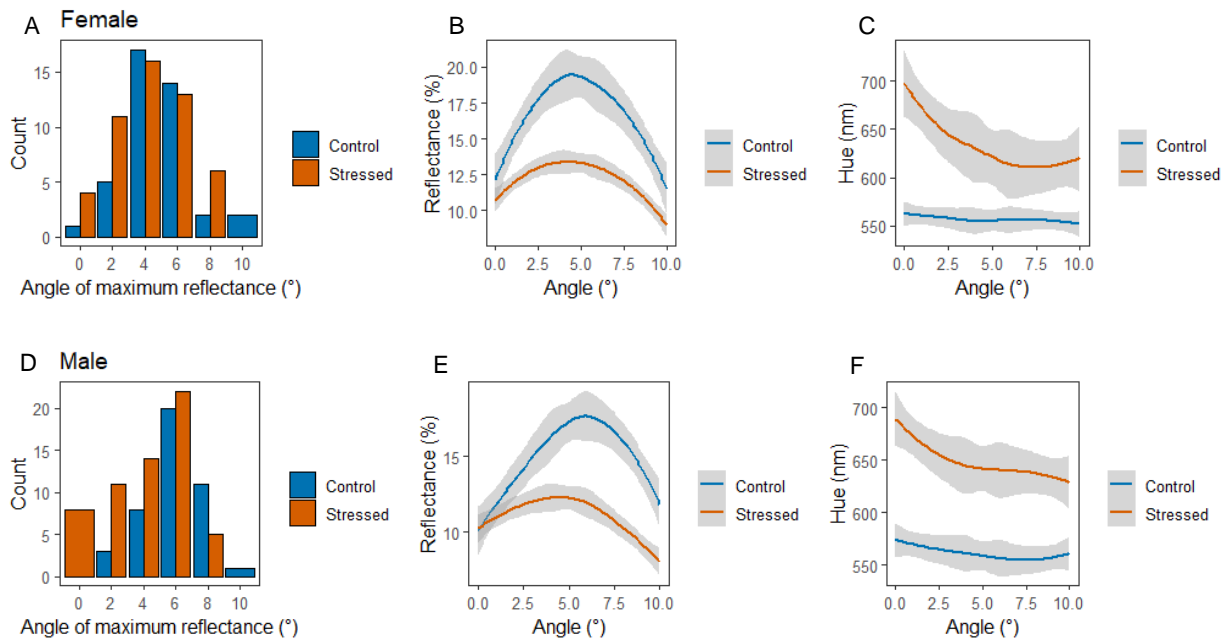 A Female
Count
15
10
5
0
0 2 4 6 8 10
Angle of maximum reflectance (°)
Control
Stressed
B
Reflectance (%)
20.0
17.5
15.0
12.5
10.0
0.0 2.5 5.0 7.5 10.0
Angle (°)
Control
Stressed
C
Hue (nm)
700
650
600
550
0.0 2.5 5.0 7.5 10.0
Angle (°)
Control
Stressed
D Male
Count
20
15
10
5
0
0 2 4 6 8 10
Angle of maximum reflectance (°)
Control
Stressed
E
Reflectance (%)
15
10
0.0 2.5 5.0 7.5 10.0
Angle (°)
Control
Stressed
F
Hue (nm)
700
650
600
550
0.0 2.5 5.0 7.5 10.0
Angle (°)
Control
Stressed